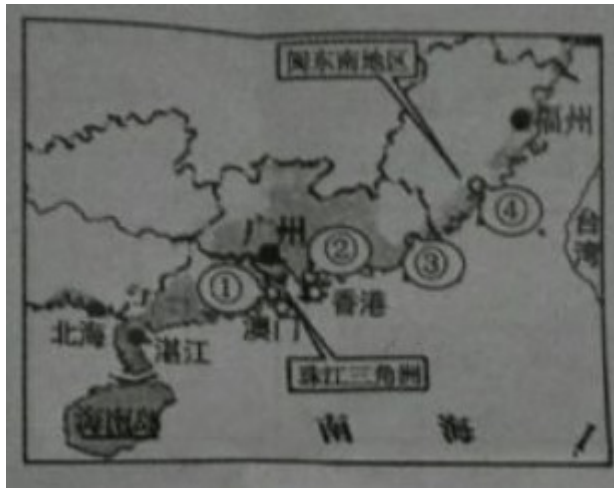 闽东南地区
福州
④
台湾
广州
②
③
①
香港
澳门
北海
湛江
珠江三角洲
海南岛
南海